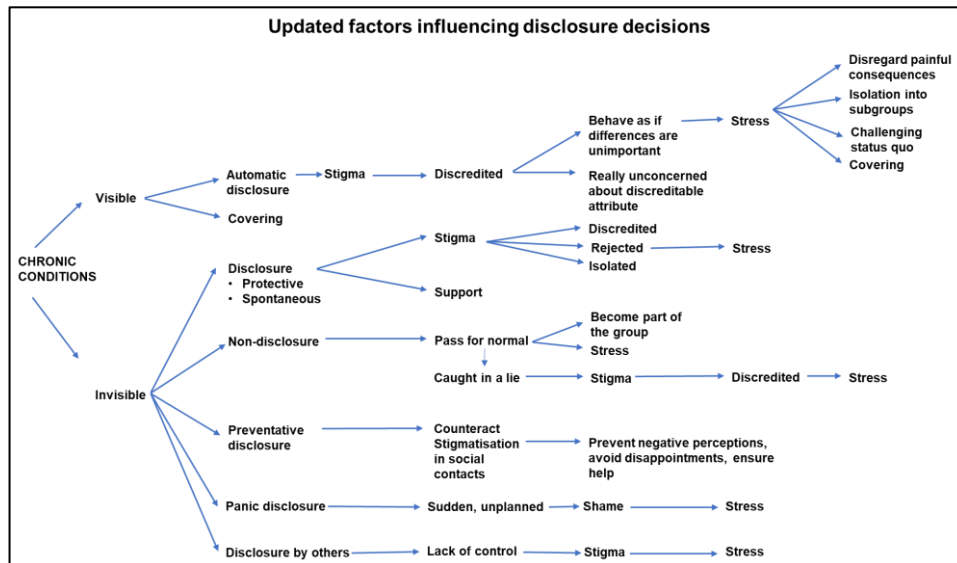 Updated factors influencing disclosure decisions
Disregard painful
consequences
Isolation into
subgroups
Challenging
status quo
Covering
Behave as if
differences are
unimportant
Stress
Automatic
disclosure
Stigma
Discredited
Really unconcerned
about discreditable
attribute
Visible
Covering
CHRONIC
CONDITIONS
Disclosure
• Protective
• Spontaneous
Stigma
Discredited
Rejected
Stress
Isolated
Support
Non-disclosure
Pass for normal
Become part of
the group
Stress
Caught in a lie
Stigma
Discredited
Stress
Invisible
Preventative
disclosure
Counteract
Stigmatisation
in social
contacts
Prevent negative perceptions,
avoid disappointments, ensure
help
Panic disclosure
Sudden, unplanned
Shame
Stress
Disclosure by others
Lack of control
Stigma
Stress